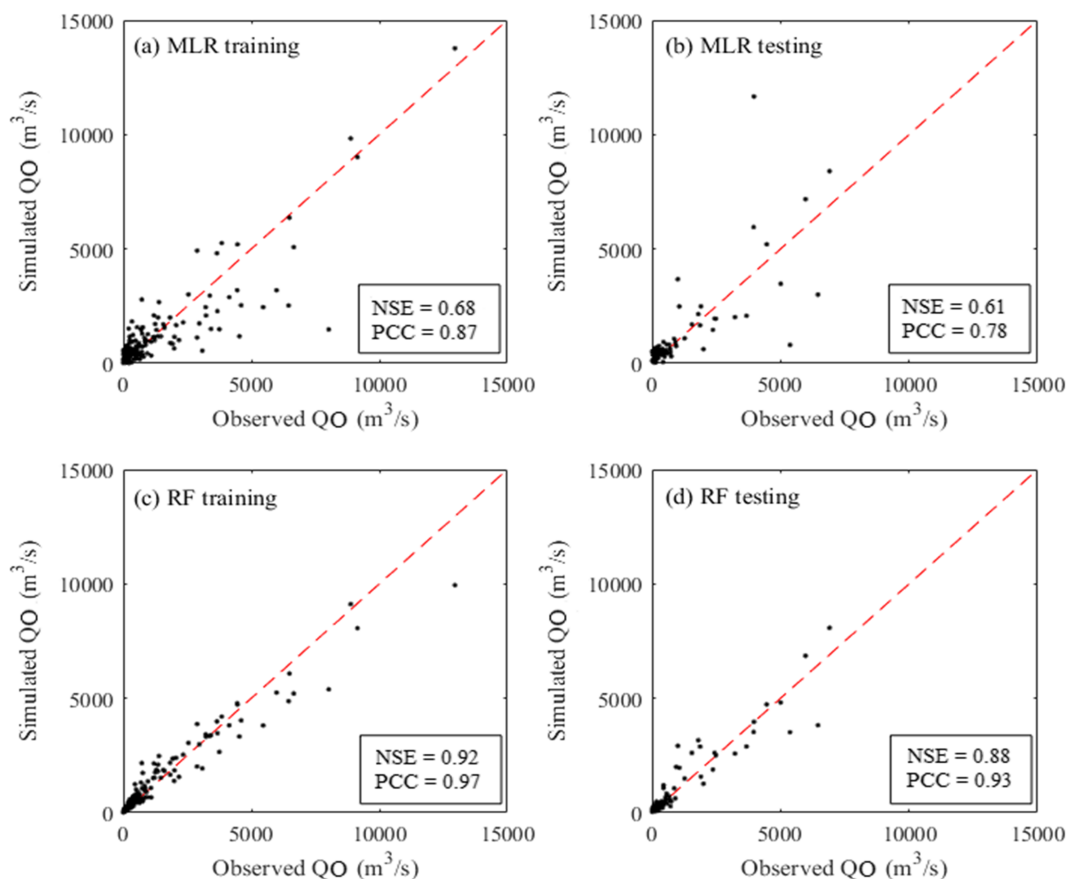 15000
(a) MLR training
10000
Simulated QO (m³/s)
5000
NSE = 0.68
PCC = 0.87
0
0 5000 10000 15000
Observed QO (m³/s)
15000
(b) MLR testing
10000
Simulated QO (m³/s)
5000
NSE = 0.61
PCC = 0.78
0
0 5000 10000 15000
Observed QO (m³/s)
15000
(c) RF training
10000
Simulated QO (m³/s)
5000
NSE = 0.92
PCC = 0.97
0
0 5000 10000 15000
Observed QO (m³/s)
15000
(d) RF testing
10000
Simulated QO (m³/s)
5000
NSE = 0.88
PCC = 0.93
0
0 5000 10000 15000
Observed QO (m³/s)